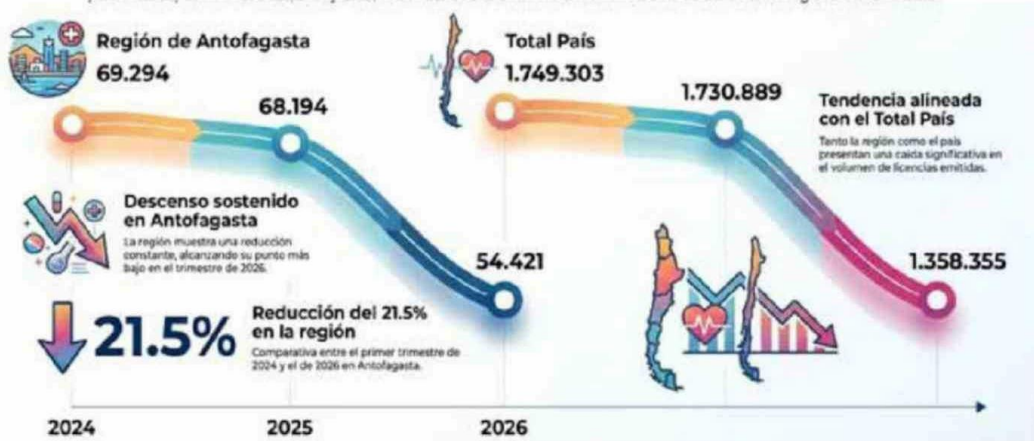 Región de Antofagasta
69.294
68.194
54.421
Descenso sostenido
en Antofagasta
La región muestra una reducción
constante, alcanzando su punto más
bajo en el trimestre de 2026.
21.5%
Reducción del 21.5%
en la región
Comparativa entre el primer trimestre de
2024 y el de 2026 en Antofagasta.
Total País
1.749.303
1.730.889
1.358.355
Tendencia alineada
con el Total País
Tanto la región como el país
presentan una caída significativa en
el volumen de licencias emitidas.
2024
2025
2026